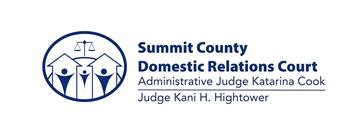 Summit County
Domestic Relations Court
Administrative Judge Katarina Cook
Judge Kani H. Hightower